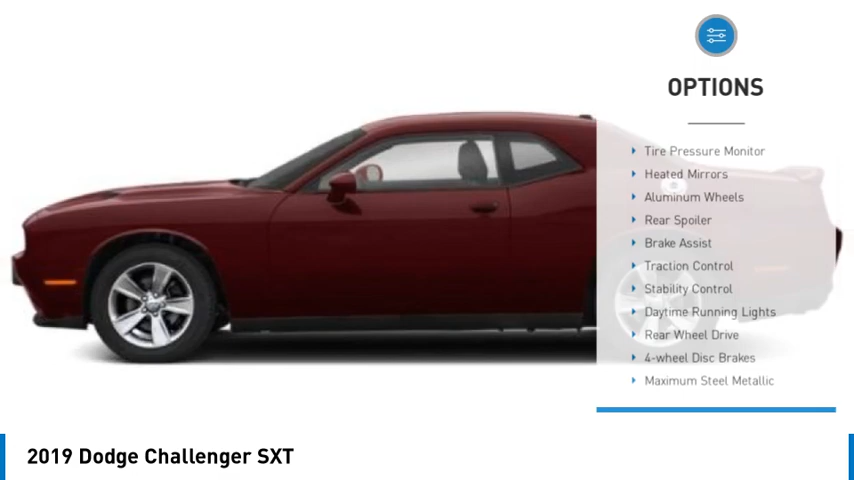 OPTIONS
Tire Pressure Monitor
Heated Mirrors
Aluminum Wheels
Rear Spoiler
Brake Assist
Traction Control
Stability Control
Daytime Running Lights
Rear Wheel Drive
4-wheel Disc Brakes
Maximum Steel Metallic
2019 Dodge Challenger SXT